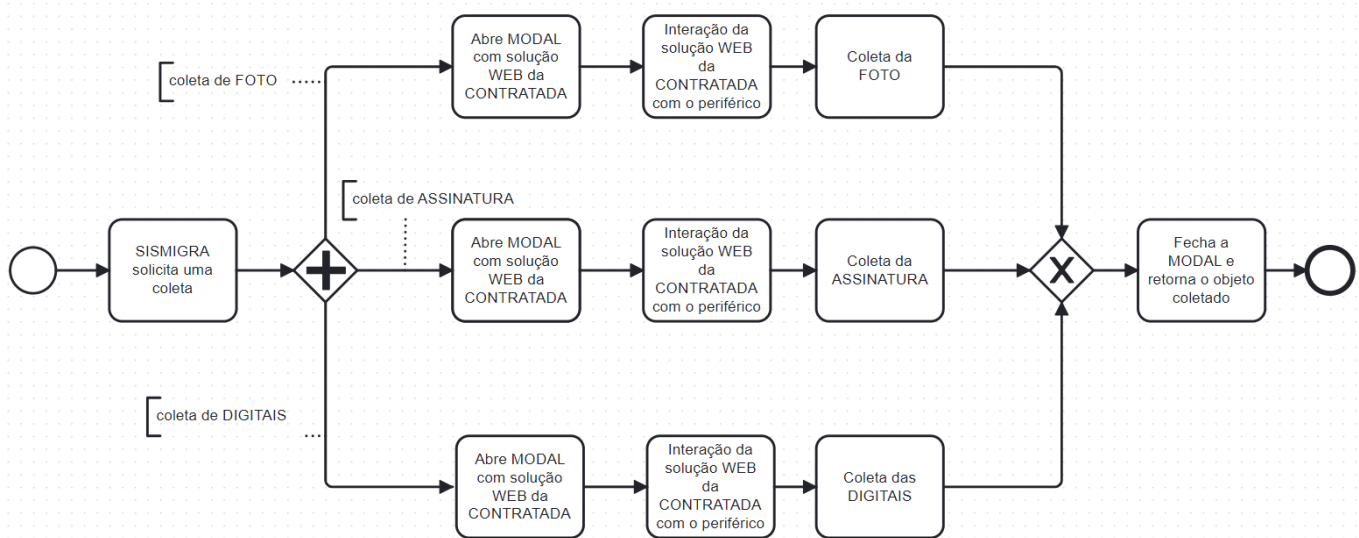 coleta de FOTO
Abre MODAL
com solução
WEB da
CONTRATADA
Interação da
solução WEB
da
CONTRATADA
com o periférico
Coleta da
FOTO
coleta de ASSINATURA
SISMIGRA
solicita uma
coleta
Abre MODAL
com solução
WEB da
CONTRATADA
Interação da
solução WEB
da
CONTRATADA
com o periférico
Coleta da
ASSINATURA
Fecha a
MODAL e
retorna o objeto
coletado
coleta de DIGITAIS
Abre MODAL
com solução
WEB da
CONTRATADA
Interação da
solução WEB
da
CONTRATADA
com o periférico
Coleta das
DIGITAIS